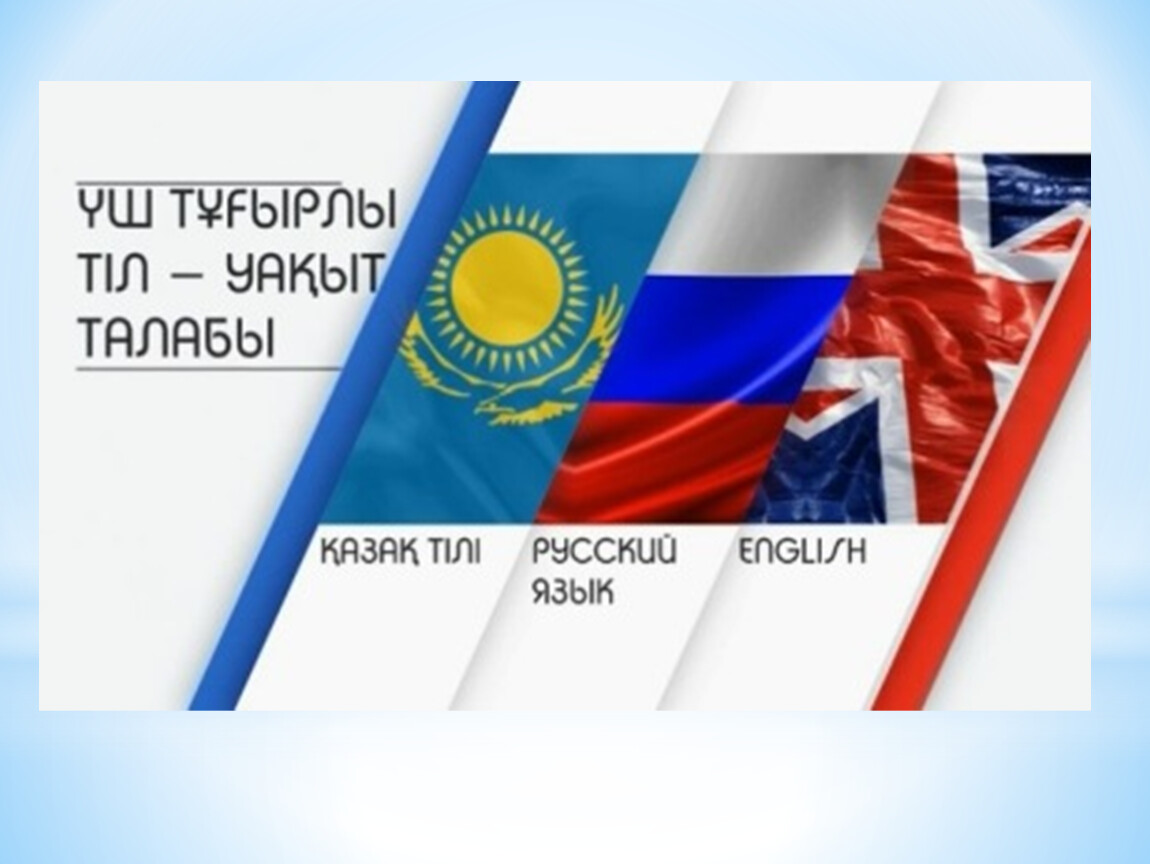 ҮШ ТҰҒЫРЛЫ
ТІЛ – УАҚЫТ
ТАЛАБЫ
ҚАЗАҚ ТІЛІ
РУССКИЙ
ЯЗЫК
ENGLISH